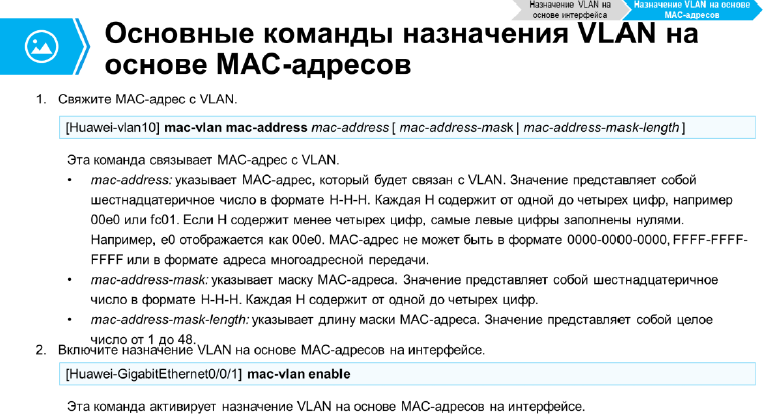 Назначение VLAN на
основе интерфейса
Назначение VLAN на основе
MAC-адресов
Основные команды назначения VLAN на
основе MAC-адресов
1. Свяжите MAC-адрес с VLAN.
[Huawei-vlan10] mac-vlan mac-address mac-address [ mac-address-mask | mac-address-mask-length ]
Эта команда связывает MAC-адрес с VLAN.
• mac-address: указывает MAC-адрес, который будет связан с VLAN. Значение представляет собой
шестнадцатеричное число в формате H-H-H. Каждая H содержит от одной до четырех цифр, например
00e0 или fc01. Если H содержит менее четырех цифр, самые левые цифры заполнены нулями.
Например, e0 отображается как 00e0. MAC-адрес не может быть в формате 0000-0000-0000, FFFF-FFFF-
FFFF или в формате адреса многоадресной передачи.
• mac-address-mask: указывает маску MAC-адреса. Значение представляет собой шестнадцатеричное
число в формате H-H-H. Каждая H содержит от одной до четырех цифр.
• mac-address-mask-length: указывает длину маски MAC-адреса. Значение представляет собой целое
число от 1 до 48.
2. Включите назначение VLAN на основе MAC-адресов на интерфейсе.
[Huawei-GigabitEthernet0/0/1] mac-vlan enable
Эта команда активирует назначение VLAN на основе MAC-адресов на интерфейсе.